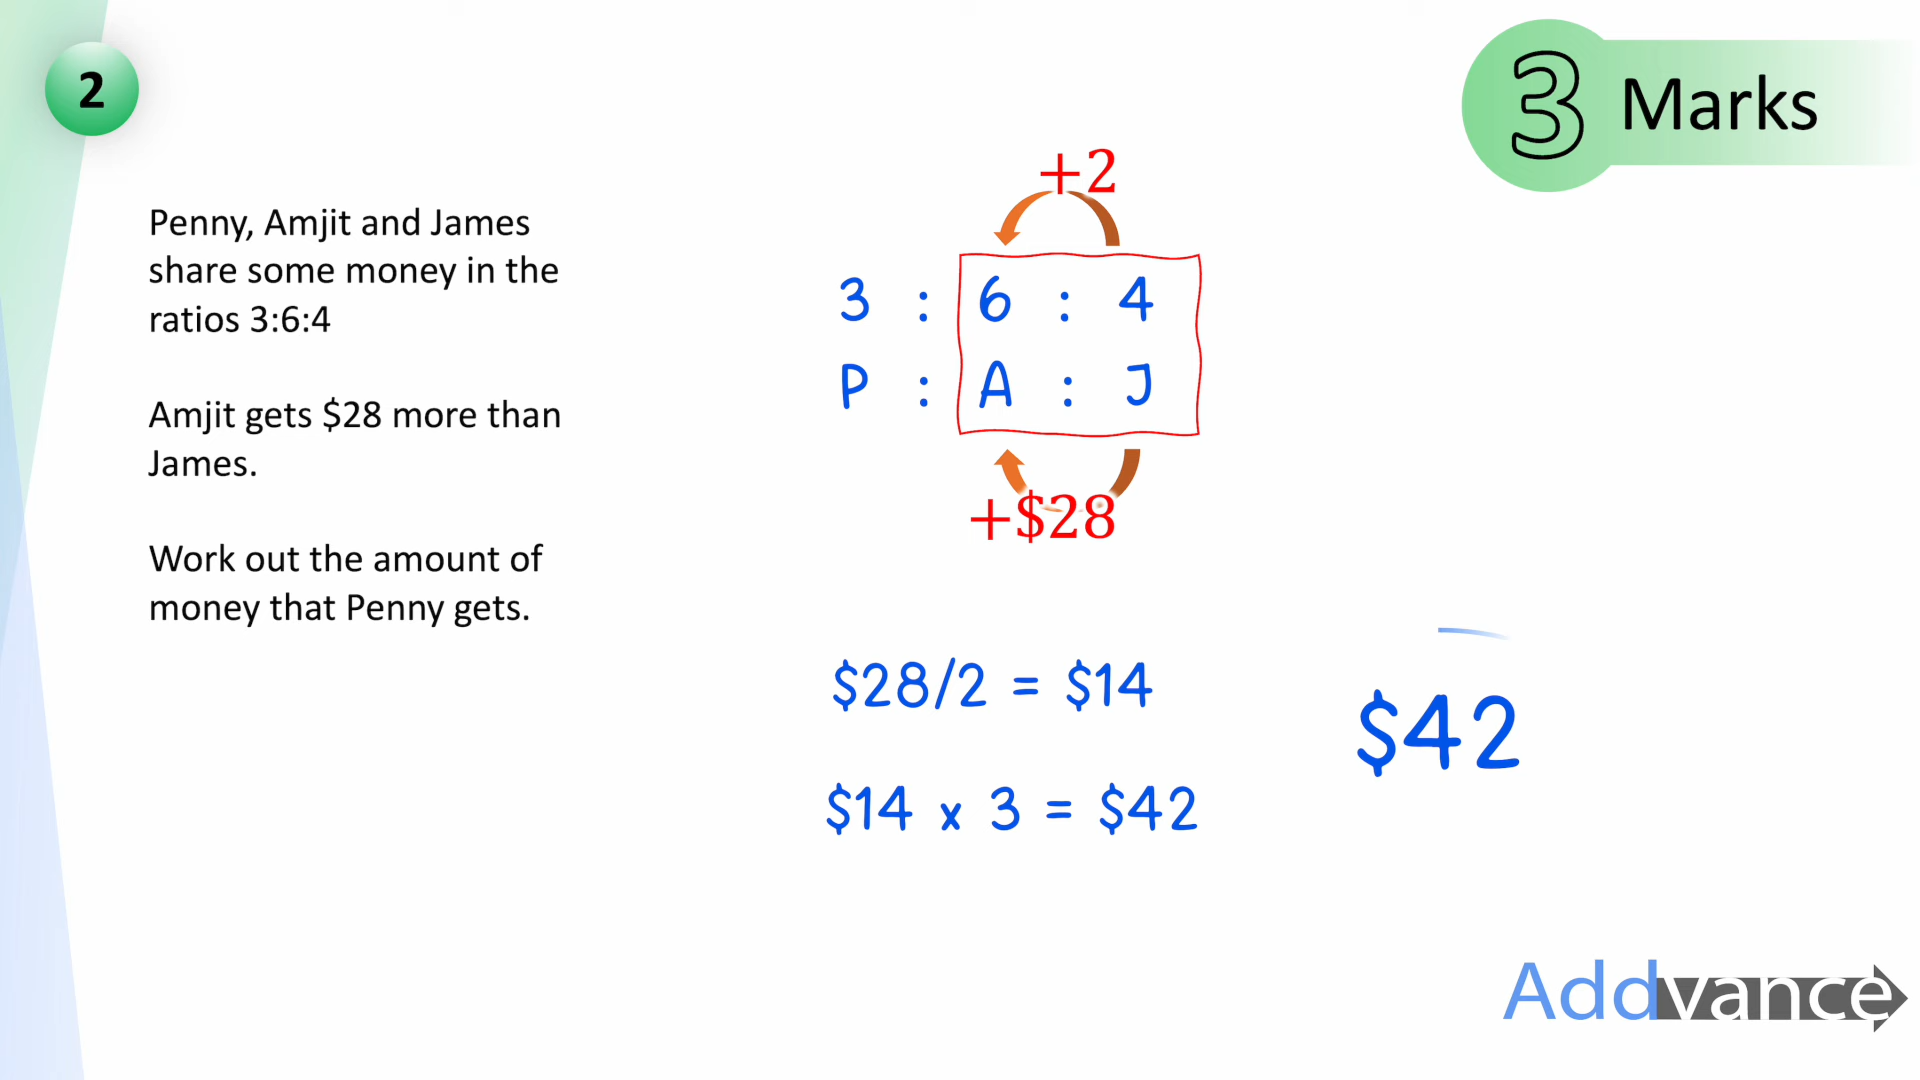 2
3 Marks
Penny, Amjit and James
share some money in the
ratios 3:6:4
Amjit gets $28 more than
James.
Work out the amount of
money that Penny gets.
+2
3 : 6 : 4
P : A : J
+$28
$28/2 = $14
$14 x 3 = $42
$42
Addvance